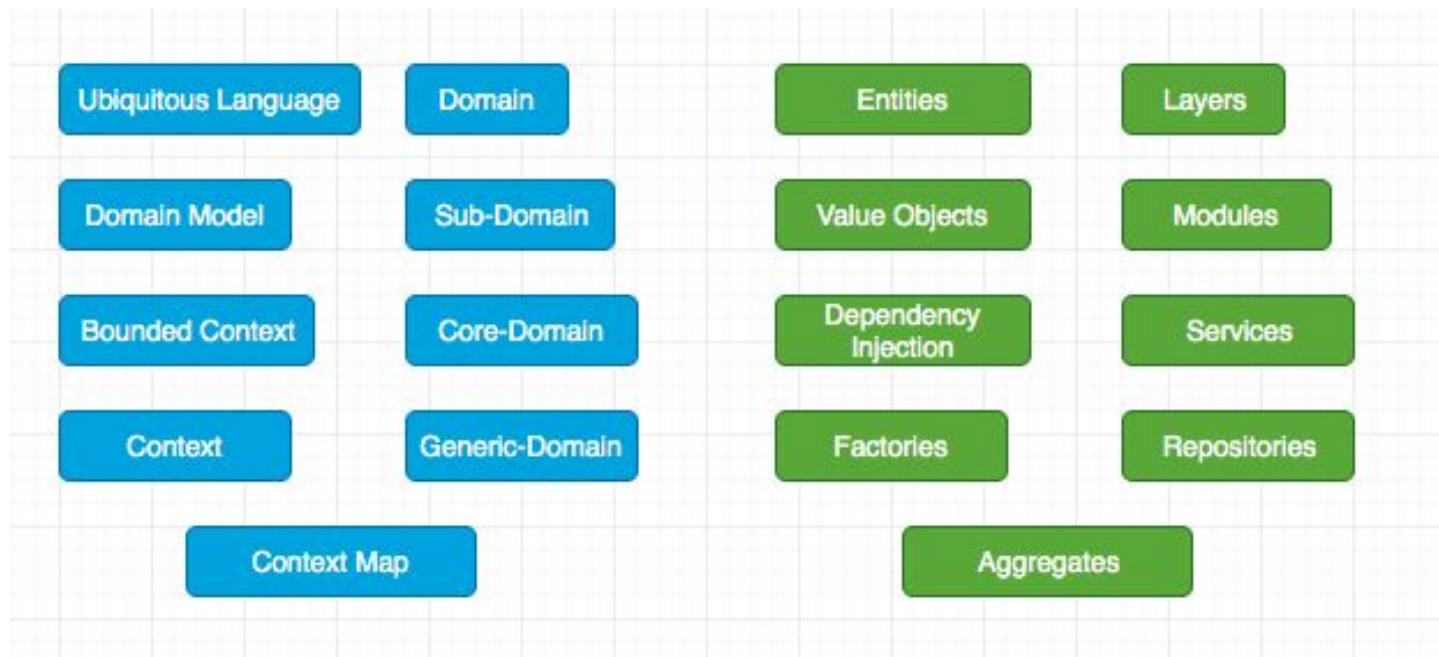 Ubiquitous Language
Domain
Entities
Layers
Domain Model
Sub-Domain
Value Objects
Modules
Bounded Context
Core-Domain
Dependency
Injection
Services
Context
Generic-Domain
Factories
Repositories
Context Map
Aggregates